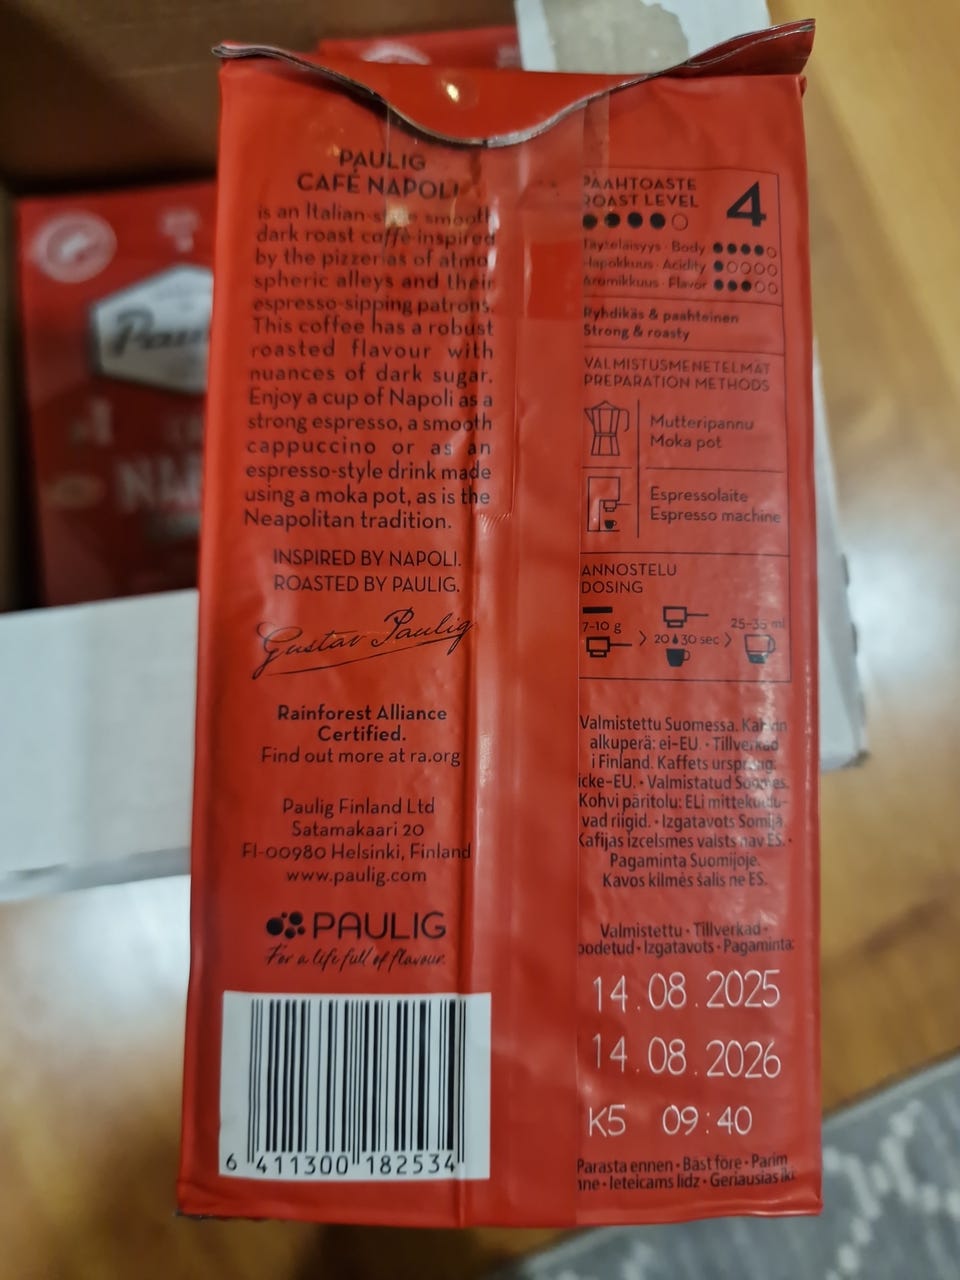 PAULIG
CAFÉ NAPOLI
is an Italian-style smooth
dark roast caffè inspired
by the pizzerias of atmo
spheric alleys and their
espresso-sipping patrons.
This coffee has a robust
roasted flavour with
nuances of dark sugar.
Enjoy a cup of Napoli as a
strong espresso, a smooth
cappuccino or as an
espresso-style drink made
using a moka pot, as is the
Neapolitan tradition.
INSPIRED BY NAPOLI.
ROASTED BY PAULIG.
Gustav Paulig
Rainforest Alliance
Certified.
Find out more at ra.org
Paulig Finland Ltd
Satamakaari 20
FI-00980 Helsinki, Finland
www.paulig.com
PAULIG
For a life full of flavour.
6 411300 182534
PAAHTOASTE
ROAST LEVEL
4
Täyteläisyys · Body
Hapokkuus · Acidity
Aromikkuus · Flavor
Ryhdikäs & paahteinen
Strong & roasty
VALMISTUSMENETELMÄT
PREPARATION METHODS
Mutteripannu
Moka pot
Espressolaite
Espresso machine
ANNOSTELU
DOSING
7-10 g
20 30 sec
25-35 ml
Valmistettu Suomessa. Kahvin
alkuperä: ei-EU. · Tillverkad
i Finland. Kaffets ursprung:
icke-EU. · Valmistatud Soomes.
Kohvi päritolu: ELi mittekuulu-
vad riigid. · Izgatavots Somijā.
Kafijas izcelsmes valsts nav ES. ·
Pagaminta Suomijoje.
Kavos kilmės šalis ne ES.
Valmistettu · Tillverkad ·
oodetud · Izgatavots · Pagaminta:
14.08.2025
14.08.2026
K5 09:40
Parasta ennen · Bäst före · Parim
nne · Ieteicams līdz · Geriausias iki